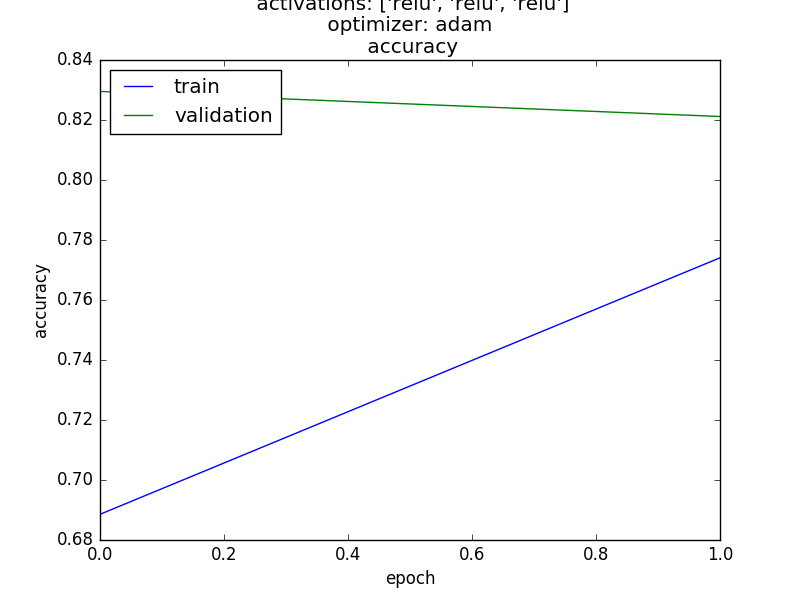 activations: ['relu', 'relu', 'relu']
optimizer: adam
accuracy
train
validation
0.84
0.82
0.80
0.78
0.76
0.74
0.72
0.70
0.68
accuracy
0.0 0.2 0.4 0.6 0.8 1.0
epoch